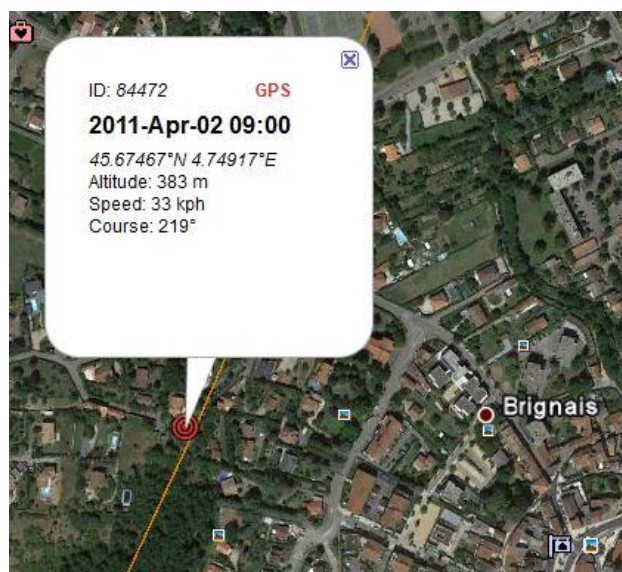 ID: 84472 GPS
2011-Apr-02 09:00
45.67467°N 4.74917°E
Altitude: 383 m
Speed: 33 kph
Course: 219°
Brignais